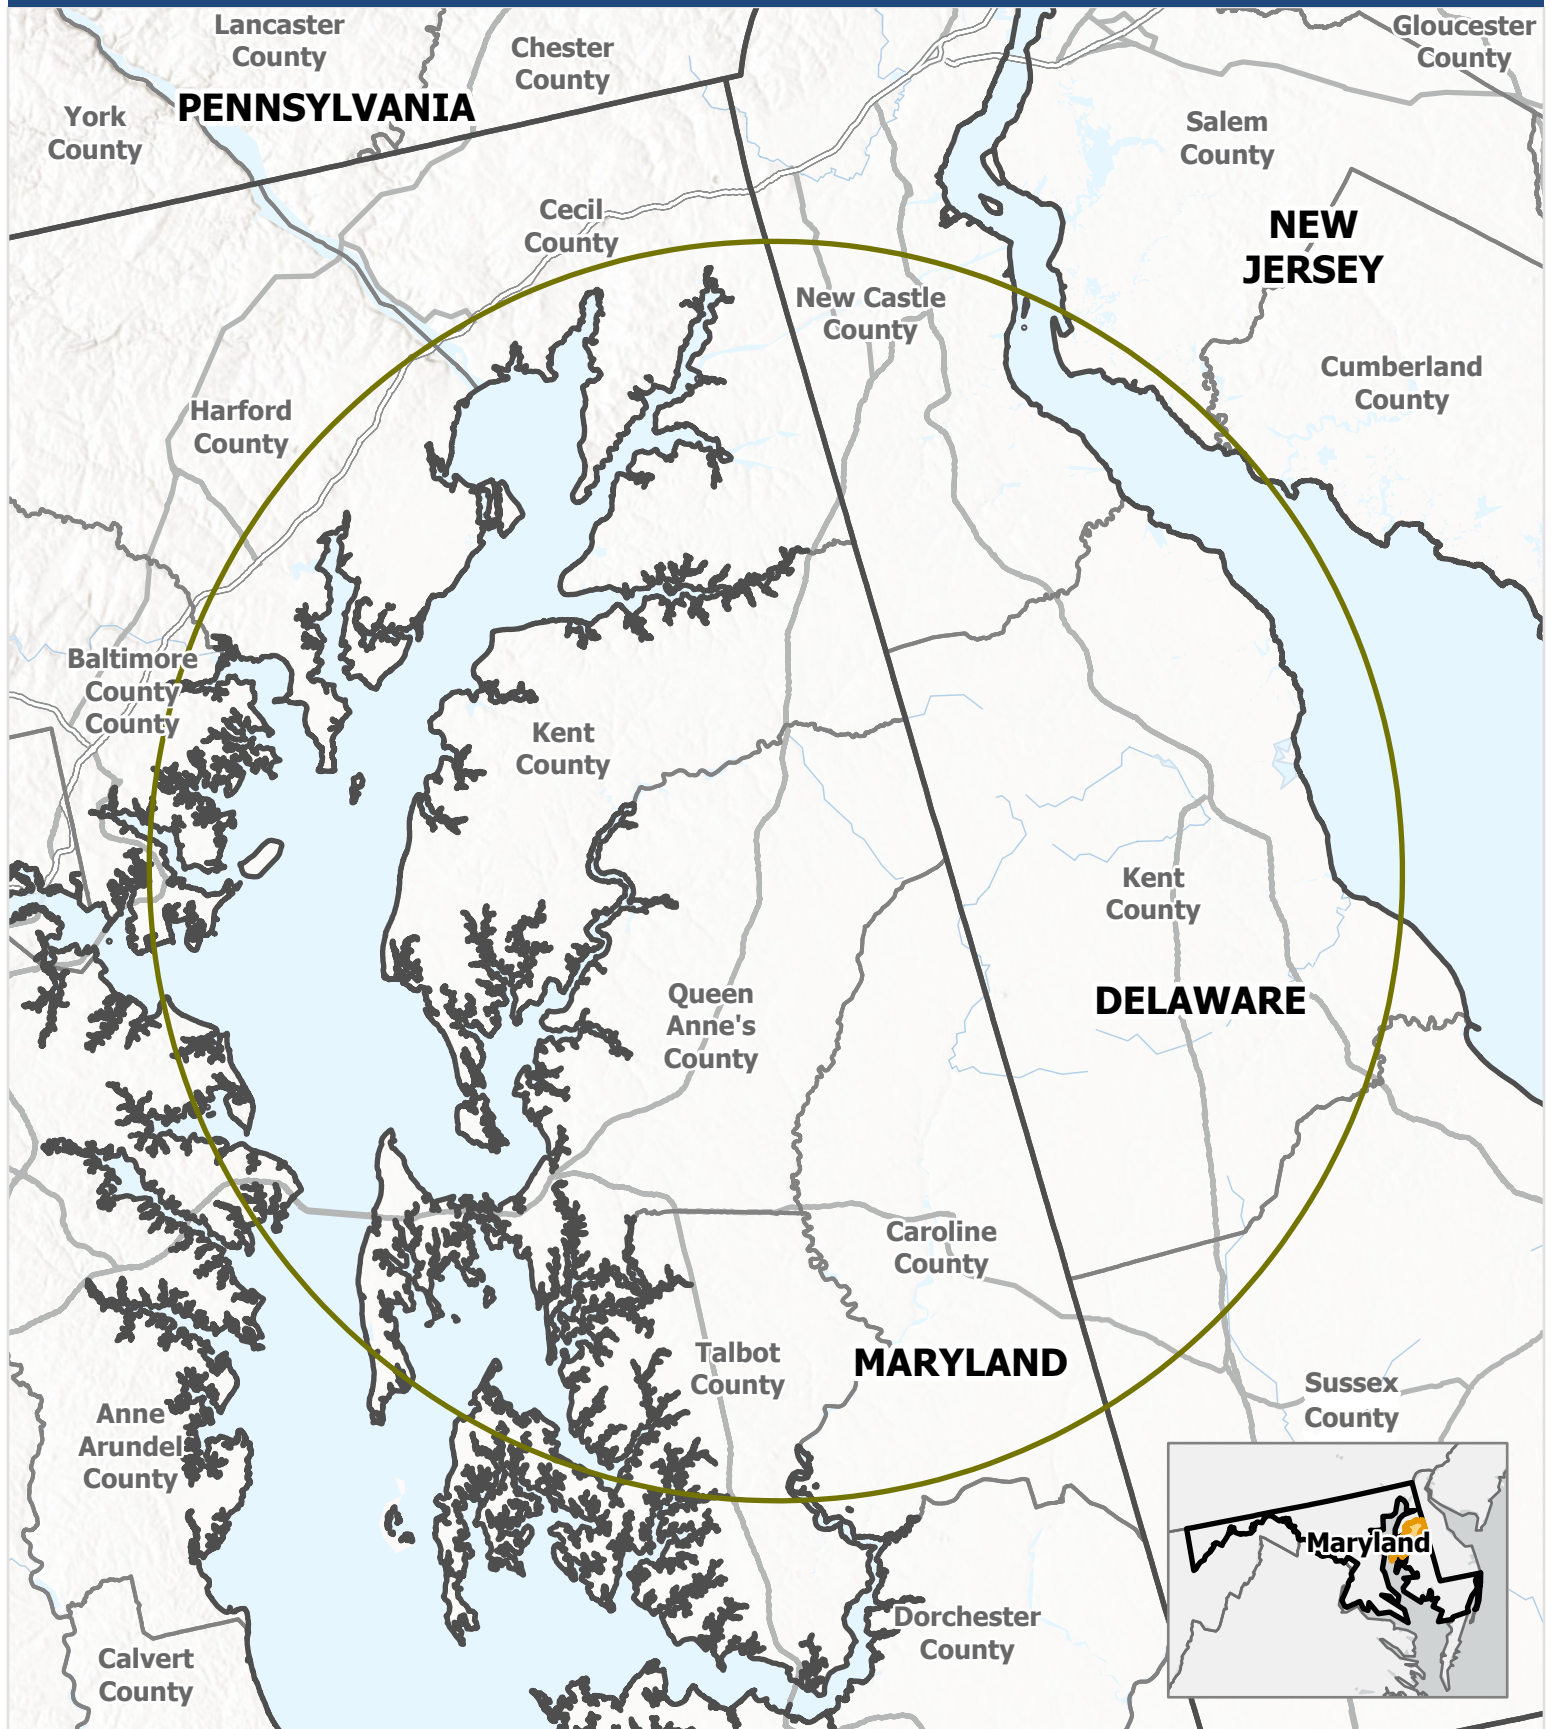 Lancaster
County
Chester
County
Gloucester
County
York
County
PENNSYLVANIA
Salem
County
Cecil
County
NEW
JERSEY
New Castle
County
Cumberland
County
Harford
County
Baltimore
County
County
Kent
County
Kent
County
Queen
Anne's
County
DELAWARE
Caroline
County
Talbot
County
MARYLAND
Sussex
County
Anne
Arundel
County
Maryland
Dorchester
County
Calvert
County